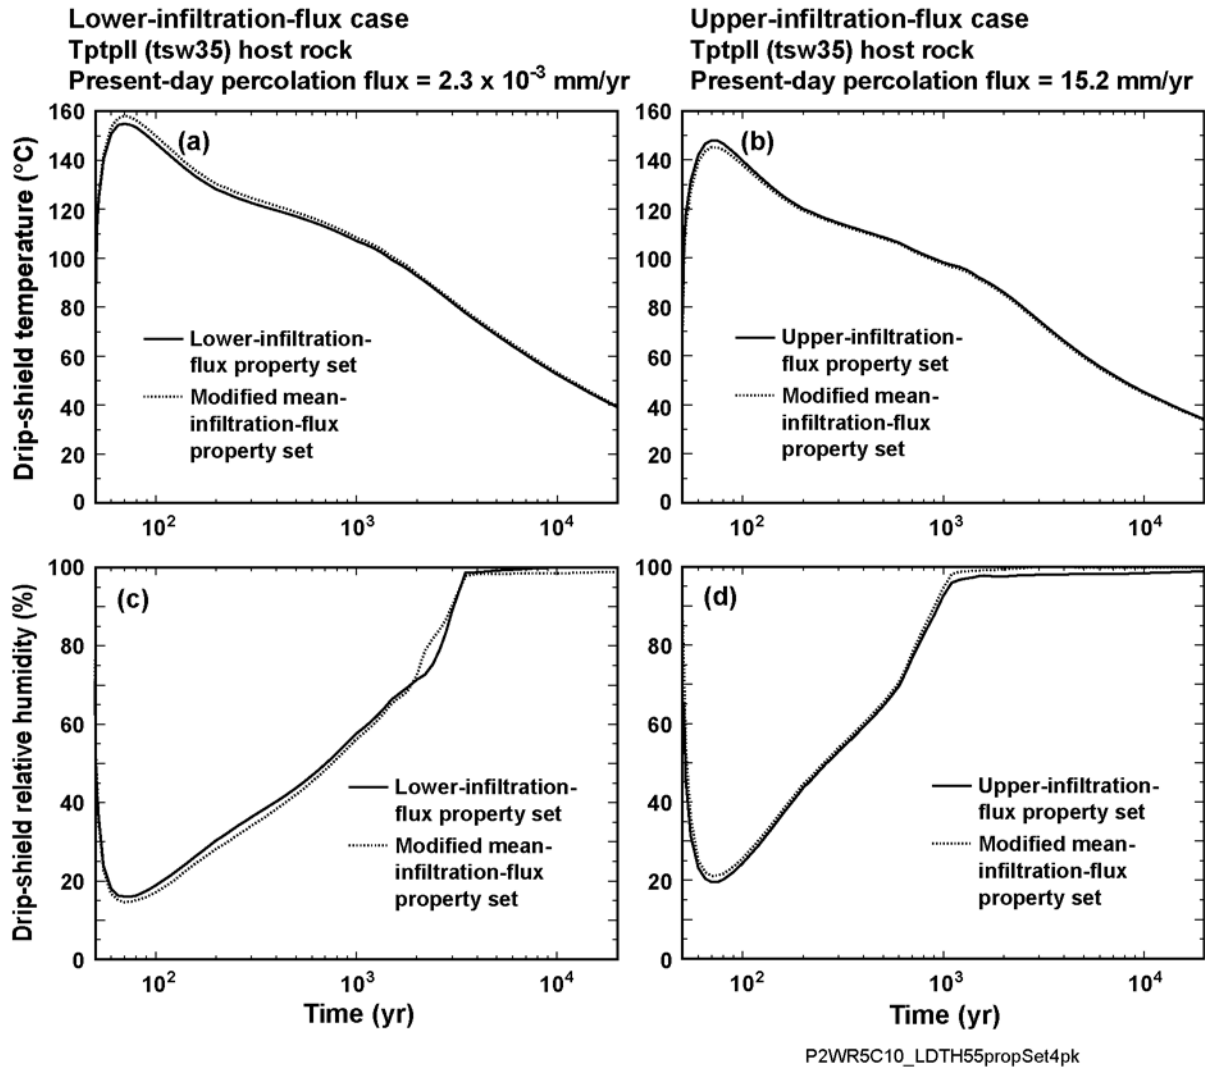 Lower-infiltration-flux case
Tptpll (tsw35) host rock
Present-day percolation flux = 2.3 x 10⁻³ mm/yr
Upper-infiltration-flux case
Tptpll (tsw35) host rock
Present-day percolation flux = 15.2 mm/yr
Drip-shield temperature (°C)
160
140
120
100
80
60
40
20
0
(a)
Lower-infiltration-
flux property set
Modified mean-
infiltration-flux
property set
10²
10³
10⁴
160
140
120
100
80
60
40
20
0
(b)
Upper-infiltration-
flux property set
Modified mean-
infiltration-flux
property set
10²
10³
10⁴
Drip-shield relative humidity (%)
100
80
60
40
20
0
(c)
Lower-infiltration-
flux property set
Modified mean-
infiltration-flux
property set
10²
10³
10⁴
Time (yr)
100
80
60
40
20
0
(d)
Upper-infiltration-
flux property set
Modified mean-
infiltration-flux
property set
10²
10³
10⁴
Time (yr)
P2WR5C10_LDTH55propSet4pk